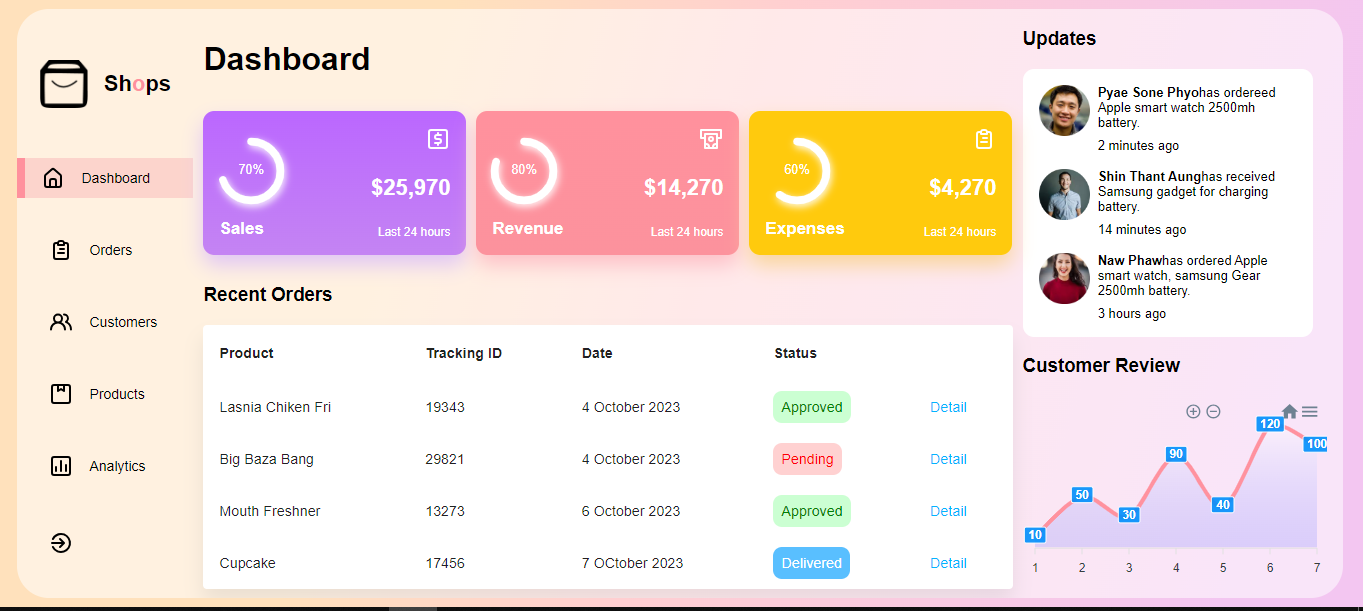 Shops
Dashboard
Orders
Customers
Products
Analytics
Dashboard
70%
$25,970
Sales
Last 24 hours
80%
$14,270
Revenue
Last 24 hours
60%
$4,270
Expenses
Last 24 hours
Recent Orders
Product Tracking ID Date Status
Lasnia Chiken Fri 19343 4 October 2023 Approved Detail
Big Baza Bang 29821 4 October 2023 Pending Detail
Mouth Freshner 13273 6 October 2023 Approved Detail
Cupcake 17456 7 OCtober 2023 Delivered Detail
Updates
Pyae Sone Phyohas ordereed
Apple smart watch 2500mh
battery.
2 minutes ago
Shin Thant Aunghas received
Samsung gadget for charging
battery.
14 minutes ago
Naw Phawhas ordered Apple
smart watch, samsung Gear
2500mh battery.
3 hours ago
Customer Review
10 50 30 90 40 120 100
1 2 3 4 5 6 7